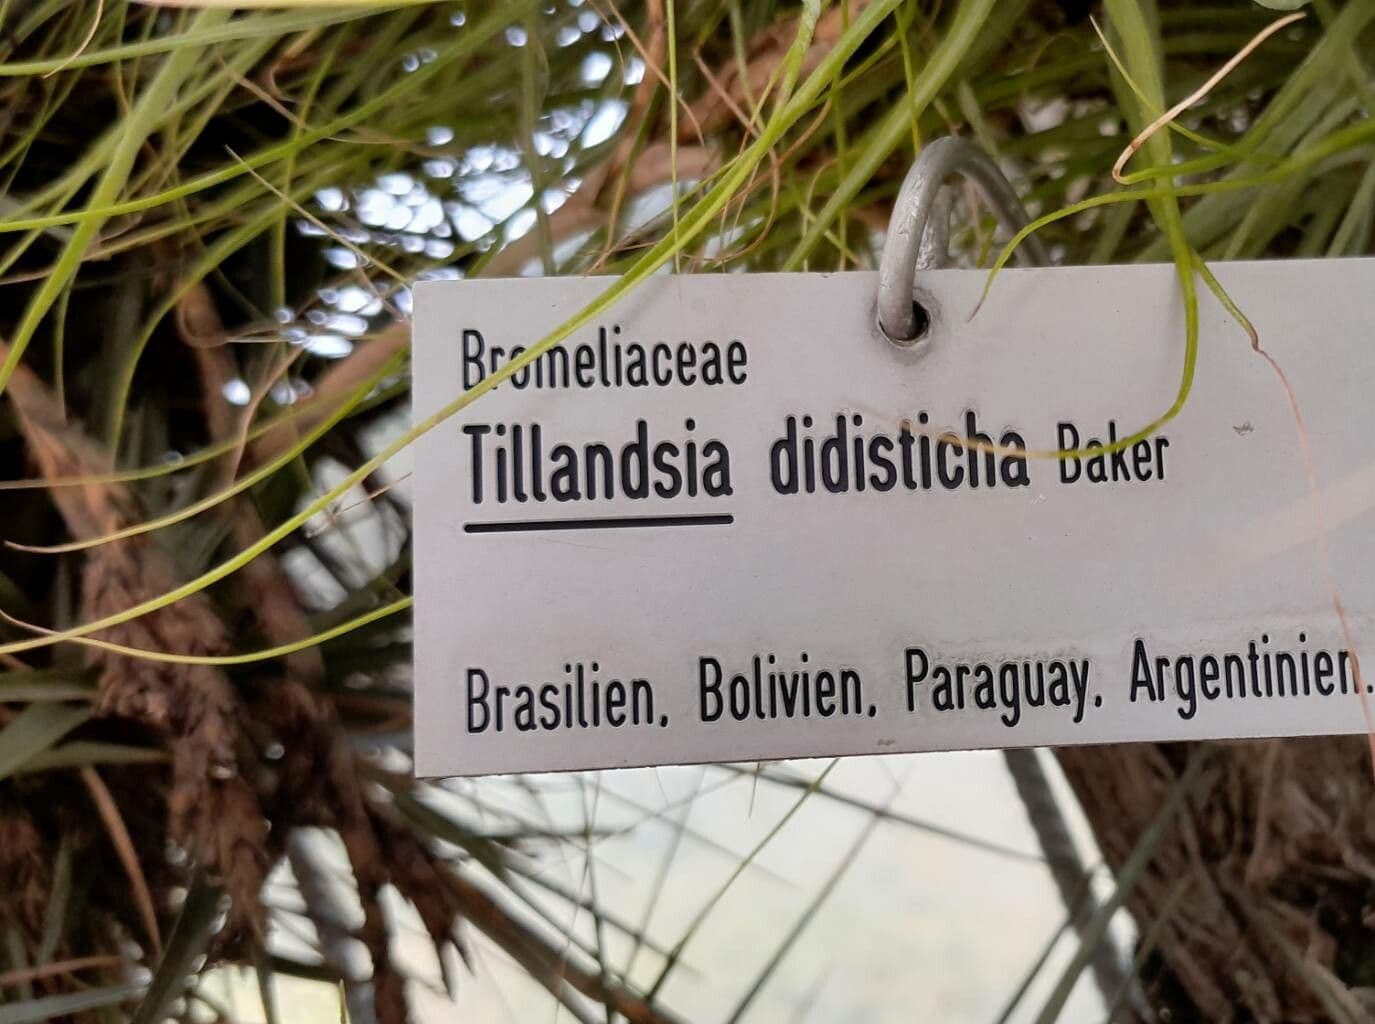 Bromeliaceae
Tillandsia didisticha Baker
Brasilien, Bolivien, Paraguay, Argentinien.